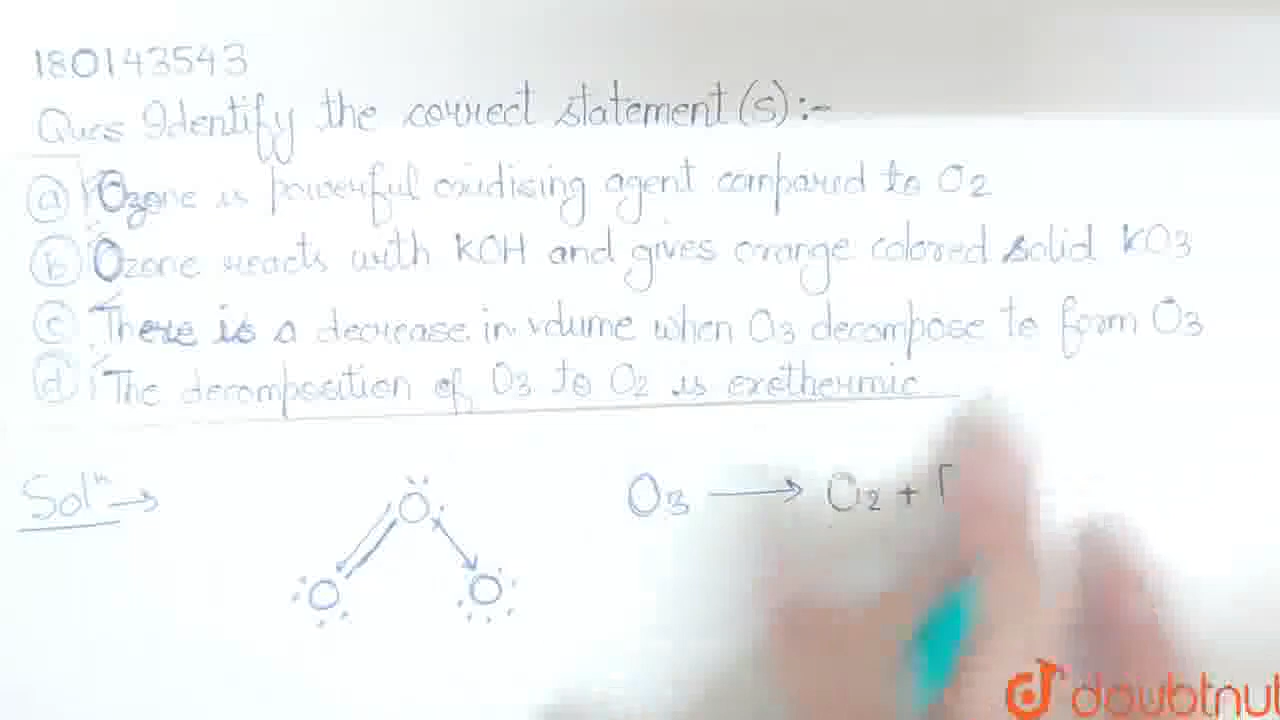 180143543
Ques Identify the correct statement(s):-
(a) Ozone is powerful oxidising agent compared to O2
(b) Ozone reacts with KOH and gives orange colored solid KO3
(c) There is a decrease in volume when O3 decompose to form O3
(d) The decomposition of O3 to O2 is exothermic
Solⁿ → O O O O3 → O2 + [
doubtnut